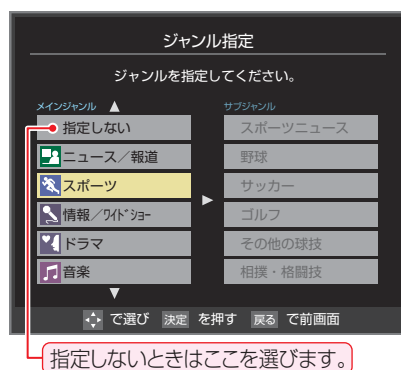 ジャンル指定
ジャンルを指定してください。
メインジャンル ▲
指定しない
ニュース／報道
スポーツ
情報／ワイドショー
ドラマ
音楽
▼
サブジャンル
スポーツニュース
野球
サッカー
ゴルフ
その他の球技
相撲・格闘技
で選び 決定 を押す 戻る で前画面
指定しないときはここを選びます。